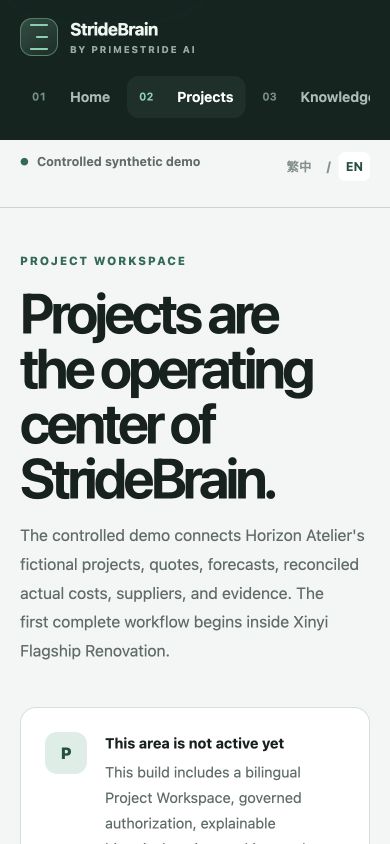 StrideBrain
BY PRIMESTRIDE AI
01 Home 02 Projects 03 Knowledge
Controlled synthetic demo 繁中 / EN
PROJECT WORKSPACE
Projects are
the operating
center of
StrideBrain.
The controlled demo connects Horizon Atelier's
fictional projects, quotes, forecasts, reconciled
actual costs, suppliers, and evidence. The
first complete workflow begins inside Xinyi
Flagship Renovation.
P
This area is not active yet
This build includes a bilingual
Project Workspace, governed
authorization, explainable